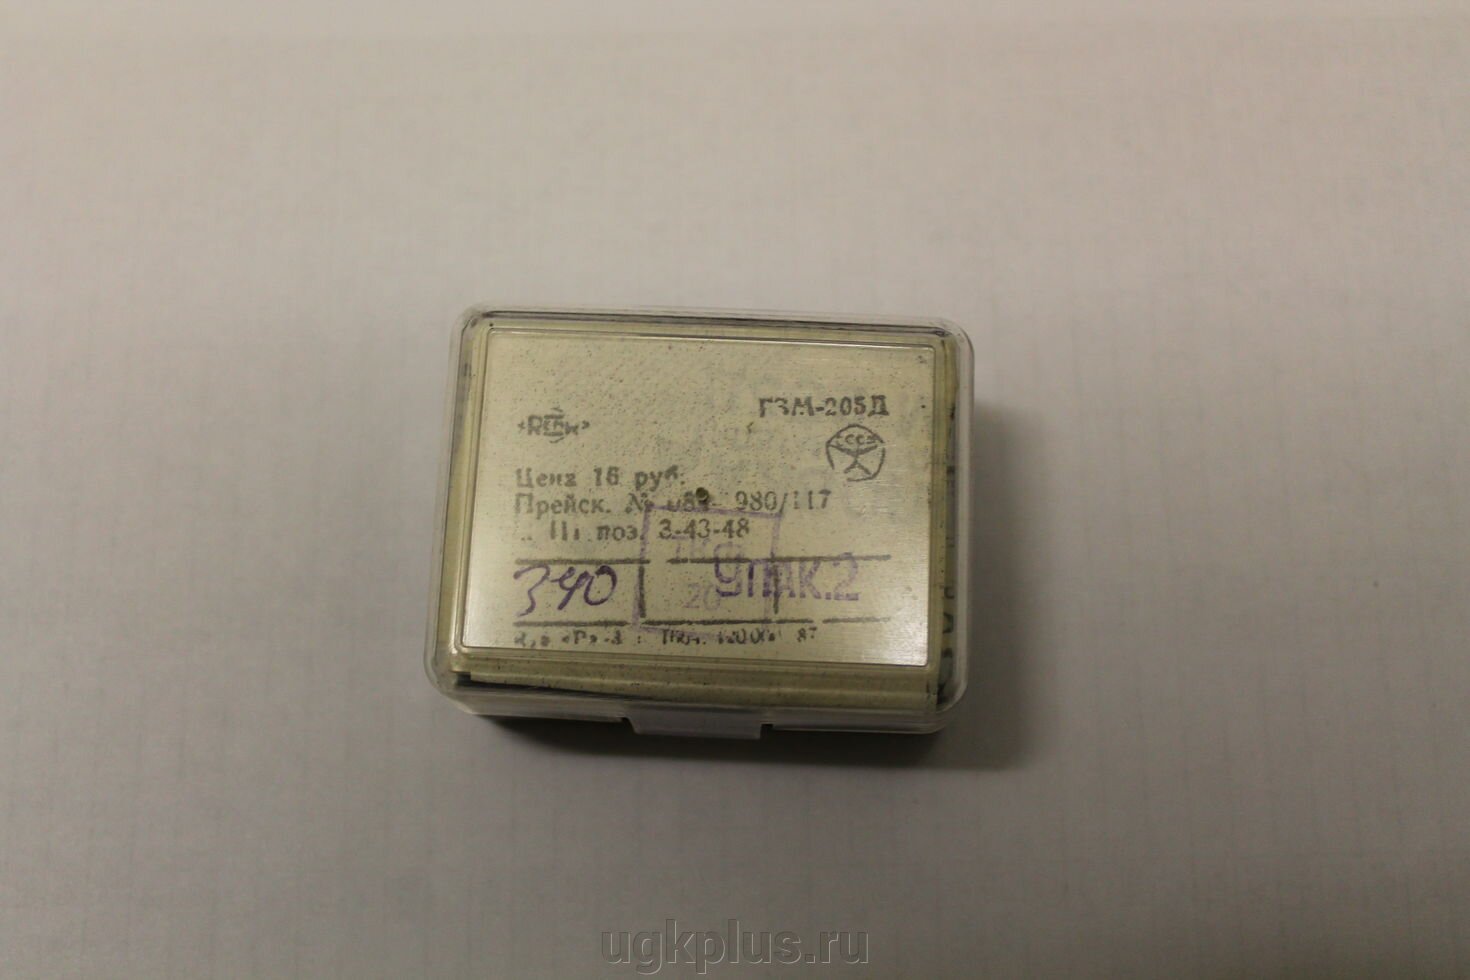 ГЗМ-205Д
СССР
Цена 16 руб.
Прейск. № 980/117
поз. 3-43-48
340
20
УПАК.2
87
ugkplus.ru